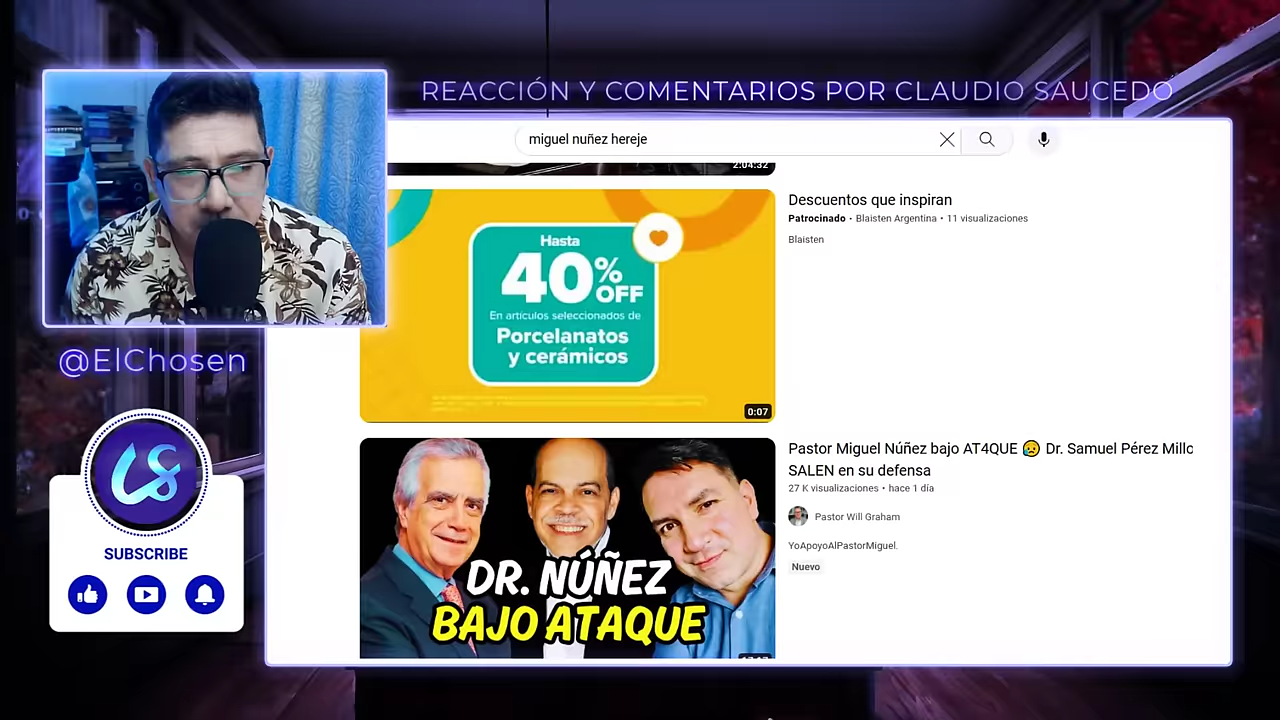 REACCIÓN Y COMENTARIOS POR CLAUDIO SAUCEDO
miguel nuñez hereje
2:04:32
Hasta
40% OFF
En artículos seleccionados de
Porcelanatos
y cerámicos
0:07
Descuentos que inspiran
Patrocinado · Blaisten Argentina · 11 visualizaciones
Blaisten
@ElChosen
SUBSCRIBE
DR. NÚÑEZ
BAJO ATAQUE
Pastor Miguel Núñez bajo AT4QUE 😥 Dr. Samuel Pérez Millo
SALEN en su defensa
27 K visualizaciones · hace 1 día
Pastor Will Graham
YoApoyoAlPastorMiguel.
Nuevo